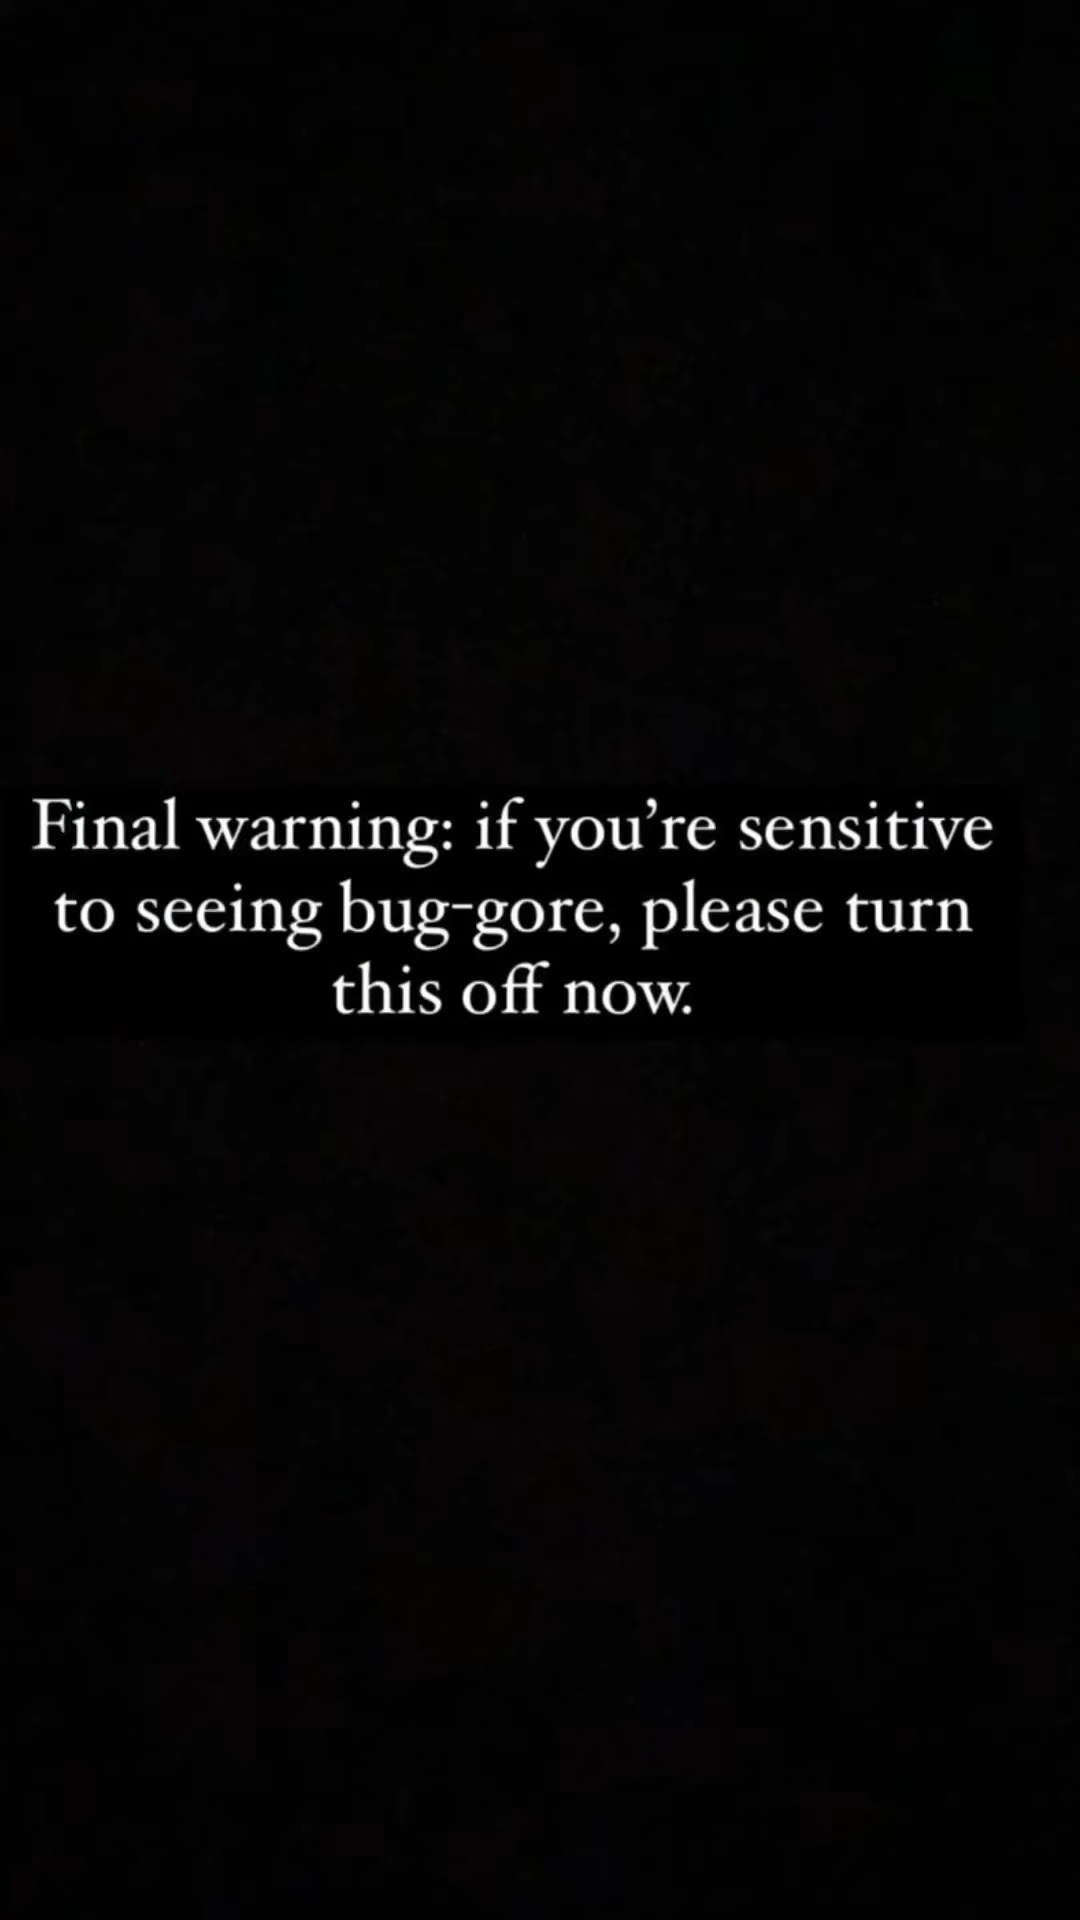 Final warning: if you’re sensitive
to seeing bug-gore, please turn
this off now.